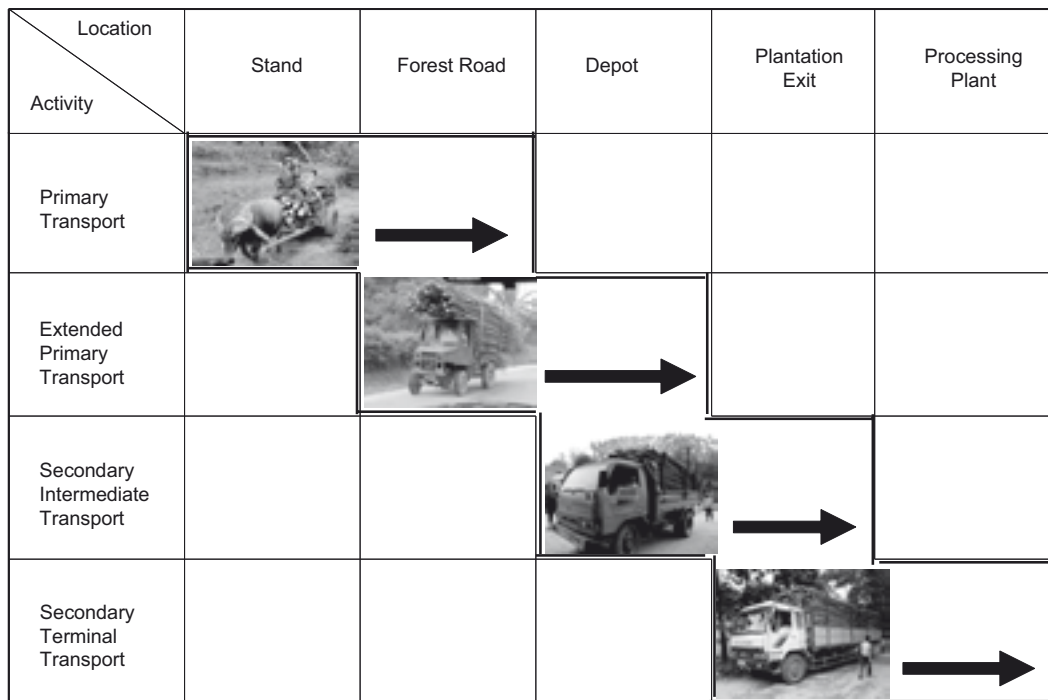 Location
Activity
Stand
Forest Road
Depot
Plantation
Exit
Processing
Plant
Primary
Transport
Extended
Primary
Transport
Secondary
Intermediate
Transport
Secondary
Terminal
Transport